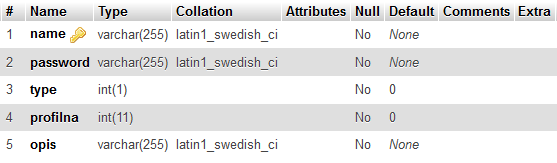 # Name Type Collation Attributes Null Default Comments Extra
1 name varchar(255) latin1_swedish_ci No None
2 password varchar(255) latin1_swedish_ci No None
3 type int(1) No 0
4 profilna int(11) No 0
5 opis varchar(255) latin1_swedish_ci No None